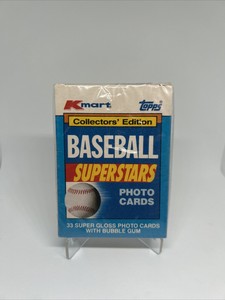 Kmart topps
Collectors' Edition
BASEBALL
SUPERSTARS
PHOTO
CARDS
33 SUPER GLOSS PHOTO CARDS
WITH BUBBLE GUM